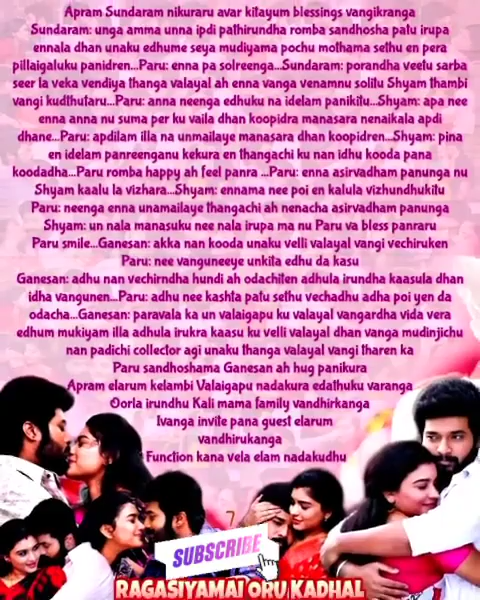 Apram Sundaram nikuraru avar kitayum blessings vangikranga
Sundaram: unga amma unna ipdi pathirundha romba sandhosha patu irupa
ennala dhan unaku edhume seya mudiyama pochu mothama sethu en pera
pillaigaluku panidren...Paru: enna pa solreenga...Sundaram: porandha veetu sarba
seer la veka vendiya thanga valayal ah enna vanga venamnu solitu Shyam thambi
vangi kudthutaru...Paru: anna neenga edhuku na idelam panikitu...Shyam: apa nee
enna anna nu suma per ku vaila dhan koopidra manasara nenaikala apdi
dhane...Paru: apdilam illa na unmailaye manasara dhan koopidren...Shyam: pina
en idelam panreenganu kekura en thangachi ku nan idhu kooda pana
koodadha...Paru romba happy ah feel panra ...Paru: enna asirvadham panunga nu
Shyam kaalu la vizhara...Shyam: ennama nee poi en kalula vizhundhukitu
Paru: neenga enna unamailaye thangachi ah nenacha asirvadham panunga
Shyam: un nala manasuku nee nala irupa ma nu Paru va bless panraru
Paru smile...Ganesan: akka nan kooda unaku velli valayal vangi vechiruken
Paru: nee vanguneeye unkita edhu da kasu
Ganesan: adhu nan vechirndha hundi ah odachiten adhula irundha kaasula dhan
idha vangunen...Paru: adhu nee kashta patu sethu vechadhu adha poi yen da
odacha...Ganesan: paravala ka un valaigapu ku valayal vangardha vida vera
edhum mukiyam illa adhula irukra kaasu ku velli valayal dhan vanga mudinjichu
nan padichi collector agi unaku thanga valayal vangi tharen ka
Paru sandhoshama Ganesan ah hug panikura
Apram elarum kelambi Valaigapu nadakura edathuku varanga
Oorla irundhu Kali mama family vandhirkanga
Ivanga invite pana guest elarum
vandhirukanga
Function kana vela elam nadakudhu
7
SUBSCRIBE
RAGASIYAMAI ORU KADHAL